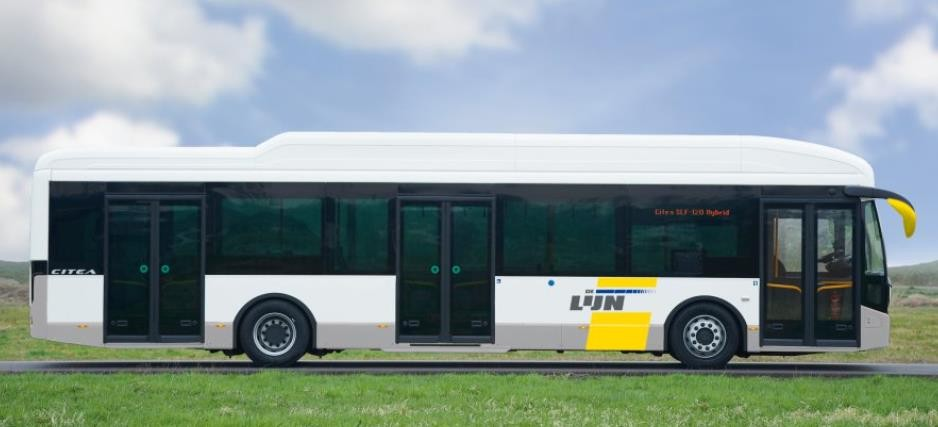 Citea SLF-120 Hybrid
CITEA
DE
LIJN